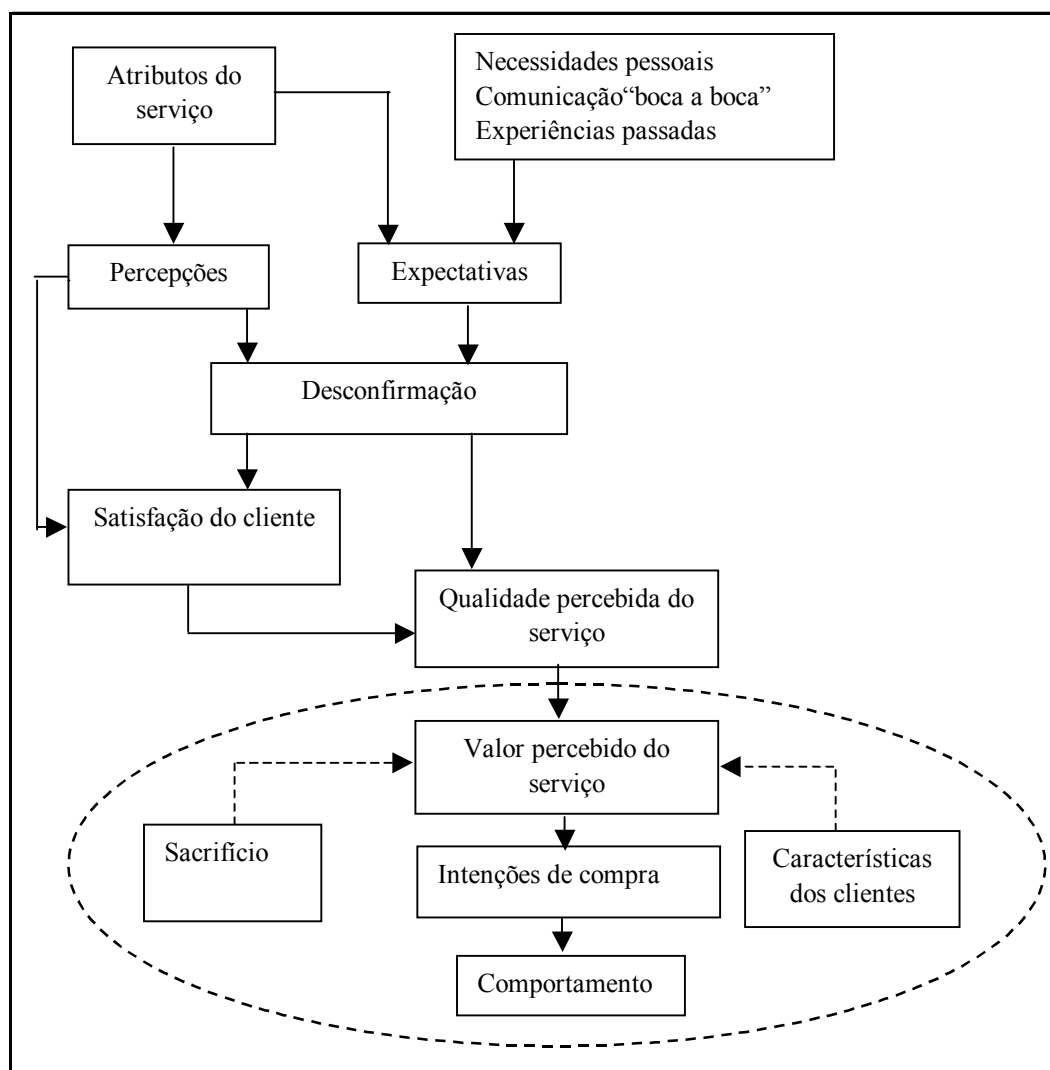 Atributos do
serviço
Necessidades pessoais
Comunicação“boca a boca”
Experiências passadas
Percepções
Expectativas
Desconfirmação
Satisfação do cliente
Qualidade percebida do
serviço
Valor percebido do
serviço
Sacrifício
Intenções de compra
Característísticas
dos clientes
Comportamento